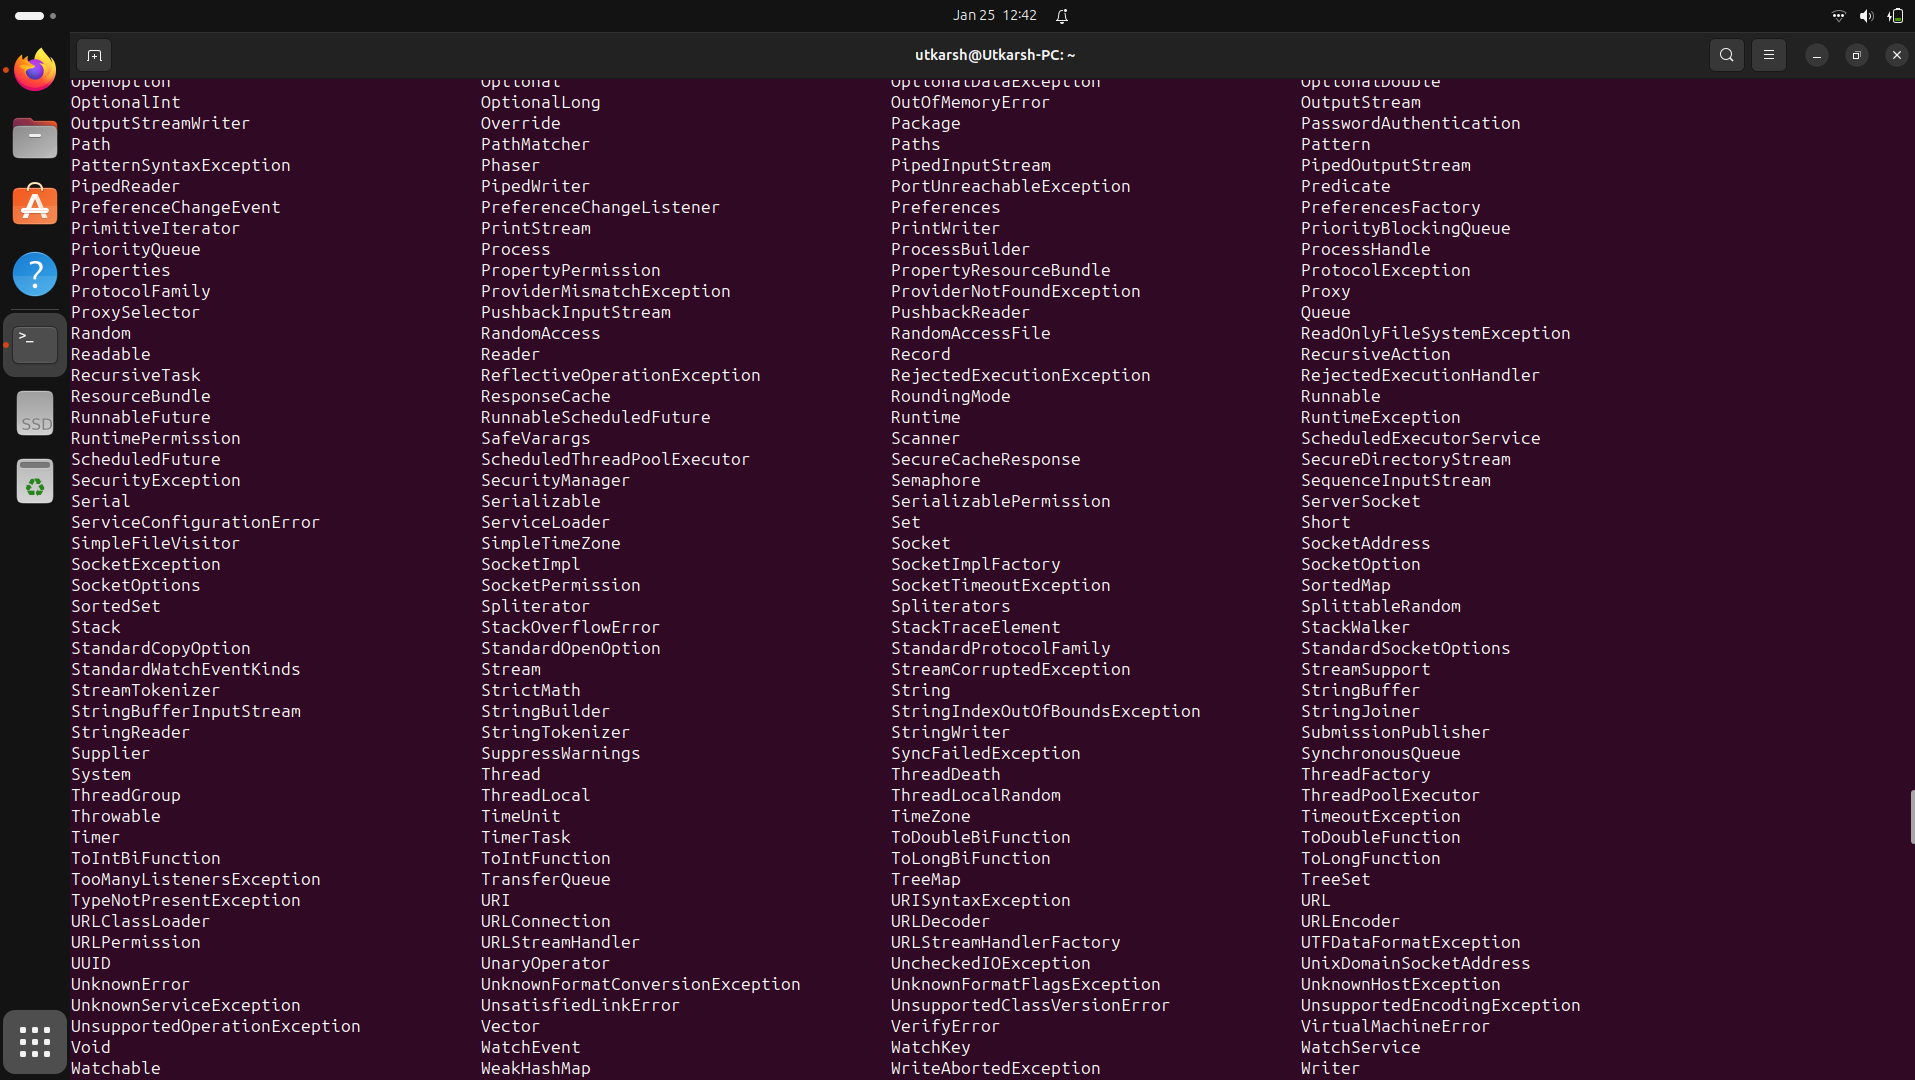 Jan 25 12:42
utkarsh@Utkarsh-PC: ~
OpenOption Optional OptionalDataException OptionalDouble
OptionalInt OptionalLong OutOfMemoryError OutputStream
OutputStreamWriter Override Package PasswordAuthentication
Path PathMatcher Paths Pattern
PatternSyntaxException Phaser PipedInputStream PipedOutputStream
PipedReader PipedWriter PortUnreachableException Predicate
PreferenceChangeEvent PreferenceChangeListener Preferences PreferencesFactory
PrimitiveIterator PrintStream PrintWriter PriorityBlockingQueue
PriorityQueue Process ProcessBuilder ProcessHandle
Properties PropertyPermission PropertyResourceBundle ProtocolException
ProtocolFamily ProviderMismatchException ProviderNotFoundException Proxy
ProxySelector PushbackInputStream PushbackReader Queue
Random RandomAccess RandomAccessFile ReadOnlyFileSystemException
Readable Reader Record RecursiveAction
RecursiveTask ReflectiveOperationException RejectedExecutionException RejectedExecutionHandler
ResourceBundle ResponseCache RoundingMode Runnable
RunnableFuture RunnableScheduledFuture Runtime RuntimeException
RuntimePermission SafeVarargs Scanner ScheduledExecutorService
ScheduledFuture ScheduledThreadPoolExecutor SecureCacheResponse SecureDirectoryStream
SecurityException SecurityManager Semaphore SequenceInputStream
Serial Serializable SerializablePermission ServerSocket
ServiceConfigurationError ServiceLoader Set Short
SimpleFileVisitor SimpleTimeZone Socket SocketAddress
SocketException SocketImpl SocketImplFactory SocketOption
SocketOptions SocketPermission SocketTimeoutException SortedMap
SortedSet Spliterator Spliterators SplittableRandom
Stack StackOverflowError StackTraceElement StackWalker
StandardCopyOption StandardOpenOption StandardProtocolFamily StandardSocketOptions
StandardWatchEventKinds Stream StreamCorruptedException StreamSupport
StreamTokenizer StrictMath String StringBuffer
StringBufferInputStream StringBuilder StringIndexOutOfBoundsException StringJoiner
StringReader StringTokenizer StringWriter SubmissionPublisher
Supplier SuppressWarnings SyncFailedException SynchronousQueue
System Thread ThreadDeath ThreadFactory
ThreadGroup ThreadLocal ThreadLocalRandom ThreadPoolExecutor
Throwable TimeUnit TimeZone TimeoutException
Timer TimerTask ToDoubleBiFunction ToDoubleFunction
ToIntBiFunction ToIntFunction ToLongBiFunction ToLongFunction
TooManyListenersException TransferQueue TreeMap TreeSet
TypeNotPresentException URI URISyntaxException URL
URLClassLoader URLConnection URLDecoder URLEncoder
URLPermission URLStreamHandler URLStreamHandlerFactory UTFDataFormatException
UUID UnaryOperator UncheckedIOException UnixDomainSocketAddress
UnknownError UnknownFormatConversionException UnknownFormatFlagsException UnknownHostException
UnknownServiceException UnsatisfiedLinkError UnsupportedClassVersionError UnsupportedEncodingException
UnsupportedOperationException Vector VerifyError VirtualMachineError
Void WatchEvent WatchKey WatchService
Watchable WeakHashMap WriteAbortedException Writer
SSD